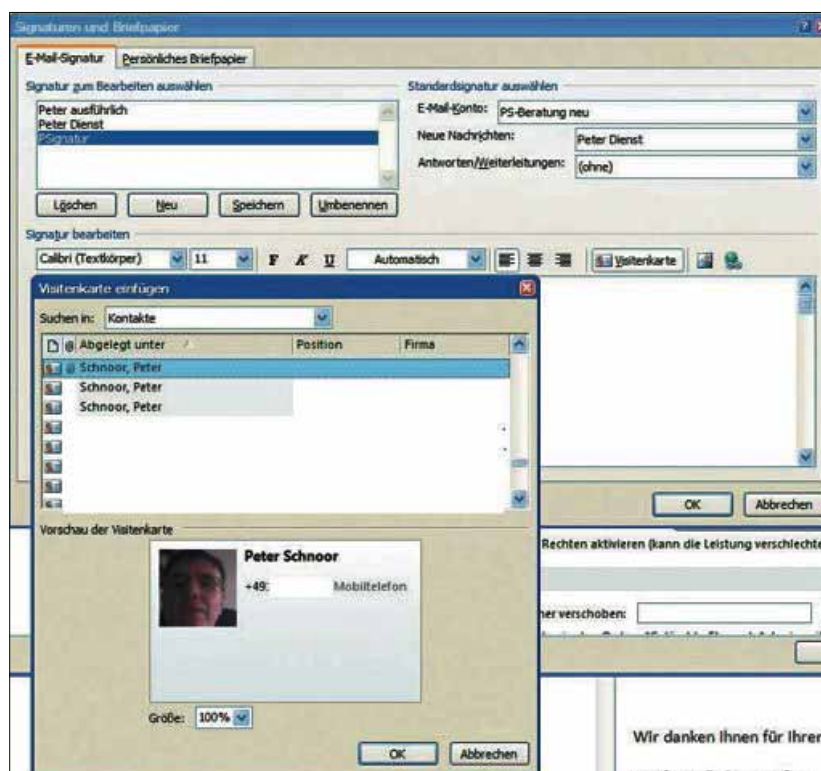 Signaturen und Briefpapier
E-Mail-Signatur Persönliches Briefpapier
Signatur zum Bearbeiten auswählen
Peter ausführlich
Peter Dienst
PSignatur
Löschen Neu Speichern Umbenennen
Standardsignatur auswählen
E-Mail-Konto: PS-Beratung neu
Neue Nachrichten: Peter Dienst
Antworten/Weiterleitungen: (ohne)
Signatur bearbeiten
Calibri (Textkörper) 11 F K U Automatisch Visitenkarte
Visitenkarte einfügen
Suchen in: Kontakte
Abgelegt unter Position Firma
Schnoor, Peter
Schnoor, Peter
Schnoor, Peter
Vorschau der Visitenkarte
Peter Schnoor
+49: Mobiltelefon
Größe: 100%
OK Abbrechen
OK Abbrechen
Rechten aktivieren (kann die Leistung verschlechte
her verschoben:
Wir danken Ihnen für Ihrer